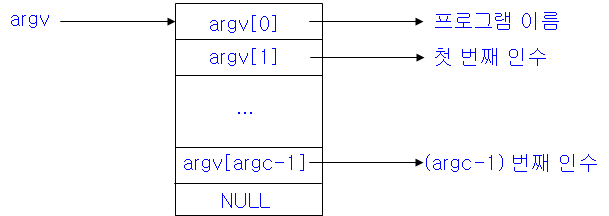 argv argv[0] 프로그램 이름
argv[1] 첫 번째 인수
...
argv[argc-1] (argc-1) 번째 인수
NULL